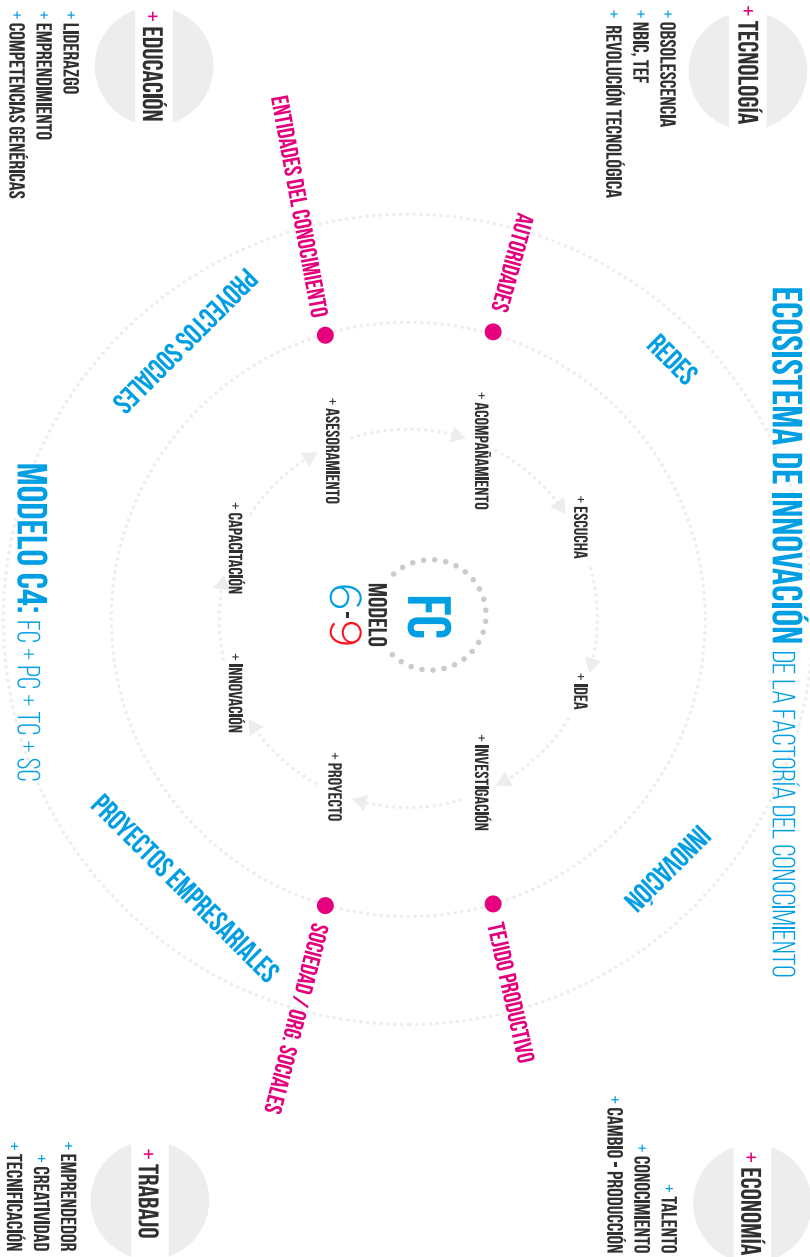 ECOSISTEMA DE INNOVACIÓN DE LA FACTORÍA DEL CONOCIMIENTO
+ TECNOLOGÍA
+ OBSOLESCENCIA
+ NBIC, TEF
+ REVOLUCIÓN TECNOLÓGICA
+ ECONOMÍA
+ TALENTO
+ CONOCIMIENTO
+ CAMBIO - PRODUCCIÓN
REDES
INNOVACIÓN
AUTORIDADES
TEJIDO PRODUCTIVO
+ ESCUCHA
+ IDEA
+ ACOMPAÑAMIENTO
+ INVESTIGACIÓN
FC
MODELO
6-9
+ ASESORAMIENTO
+ PROYECTO
+ CAPACITACIÓN
+ INNOVACIÓN
ENTIDADES DEL CONOCIMIENTO
SOCIEDAD / ORG. SOCIALES
PROYECTOS SOCIALES
PROYECTOS EMPRESARIALES
+ EDUCACIÓN
+ LIDERAZGO
+ EMPRENDIMIENTO
+ COMPETENCIAS GENÉRICAS
+ TRABAJO
+ EMPRENDEDOR
+ CREATIVIDAD
+ TECNIFICACIÓN
MODELO C4: FC + PC + TC + SC